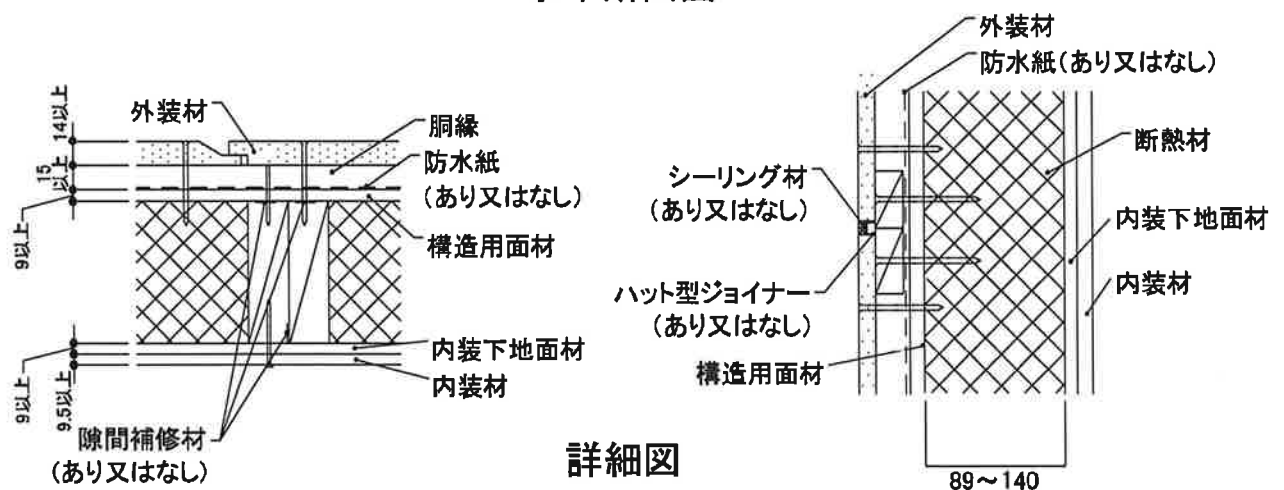 外装材
14以上
15
以上
9以上
胴縁
防水紙
(あり又はなし)
構造用面材
内装下地面材
内装材
9以上
9.5以上
隙間補修材
(あり又はなし)
外装材
防水紙(あり又はなし)
断熱材
シーリング材
(あり又はなし)
内装下地面材
内装材
ハット型ジョイナー
(あり又はなし)
構造用面材
詳細図
89～140